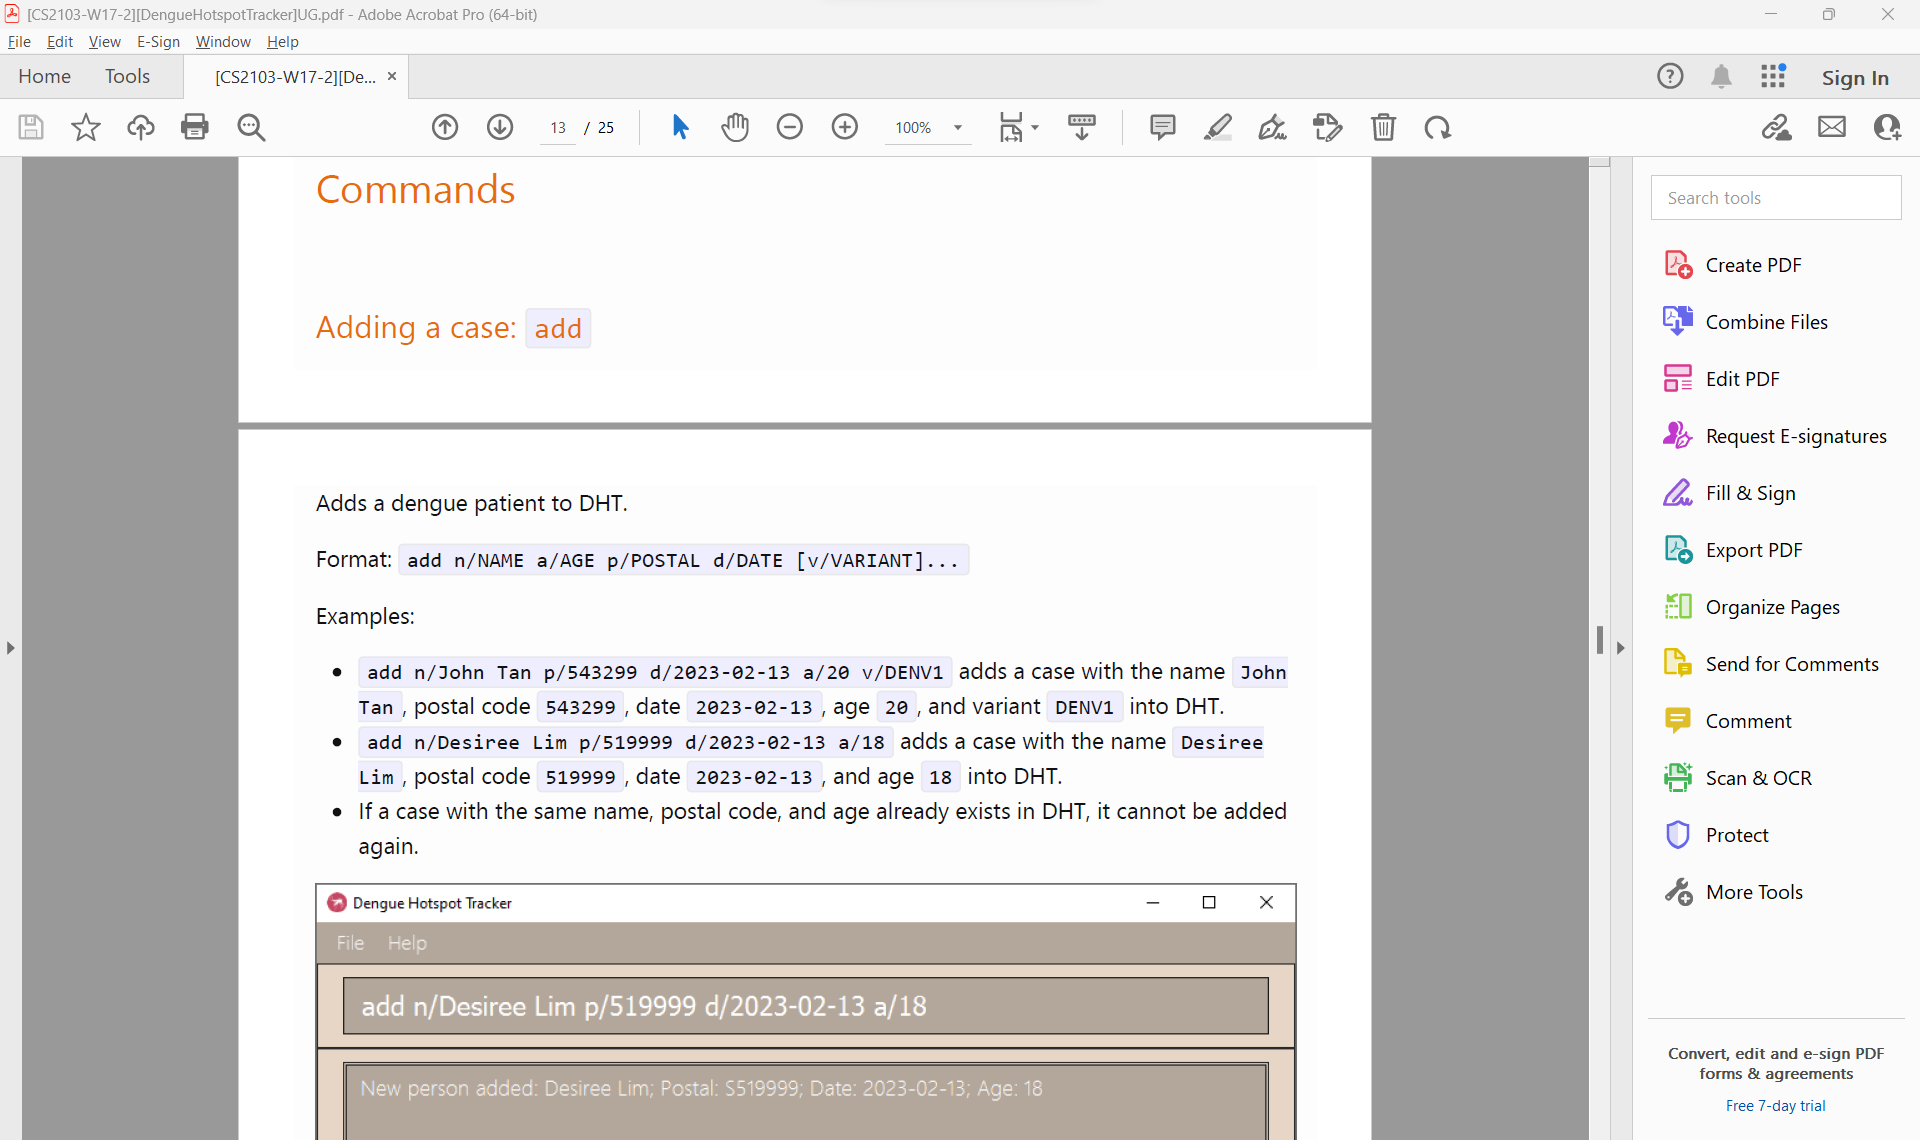 [CS2103-W17-2][DengueHotspotTracker]UG.pdf - Adobe Acrobat Pro (64-bit)
File Edit View E-Sign Window Help
Home Tools [CS2103-W17-2][De... × Sign In
13 / 25 100%
Commands
Adding a case: add
Adds a dengue patient to DHT.
Format: add n/NAME a/AGE p/POSTAL d/DATE [v/VARIANT]...
Examples:
• add n/John Tan p/543299 d/2023-02-13 a/20 v/DENV1 adds a case with the name John
Tan , postal code 543299 , date 2023-02-13 , age 20 , and variant DENV1 into DHT.
• add n/Desiree Lim p/519999 d/2023-02-13 a/18 adds a case with the name Desiree
Lim , postal code 519999 , date 2023-02-13 , and age 18 into DHT.
• If a case with the same name, postal code, and age already exists in DHT, it cannot be added
again.
Dengue Hotspot Tracker
File Help
add n/Desiree Lim p/519999 d/2023-02-13 a/18
New person added: Desiree Lim; Postal: S519999; Date: 2023-02-13; Age: 18
Search tools
Create PDF
Combine Files
Edit PDF
Request E-signatures
Fill & Sign
Export PDF
Organize Pages
Send for Comments
Comment
Scan & OCR
Protect
More Tools
Convert, edit and e-sign PDF
forms & agreements
Free 7-day trial